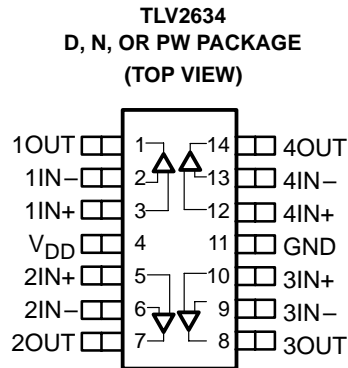 TLV2634
D, N, OR PW PACKAGE
(TOP VIEW)
1OUT 1 14 4OUT
1IN− 2 13 4IN−
1IN+ 3 12 4IN+
VDD 4 11 GND
2IN+ 5 10 3IN+
2IN− 6 9 3IN−
2OUT 7 8 3OUT